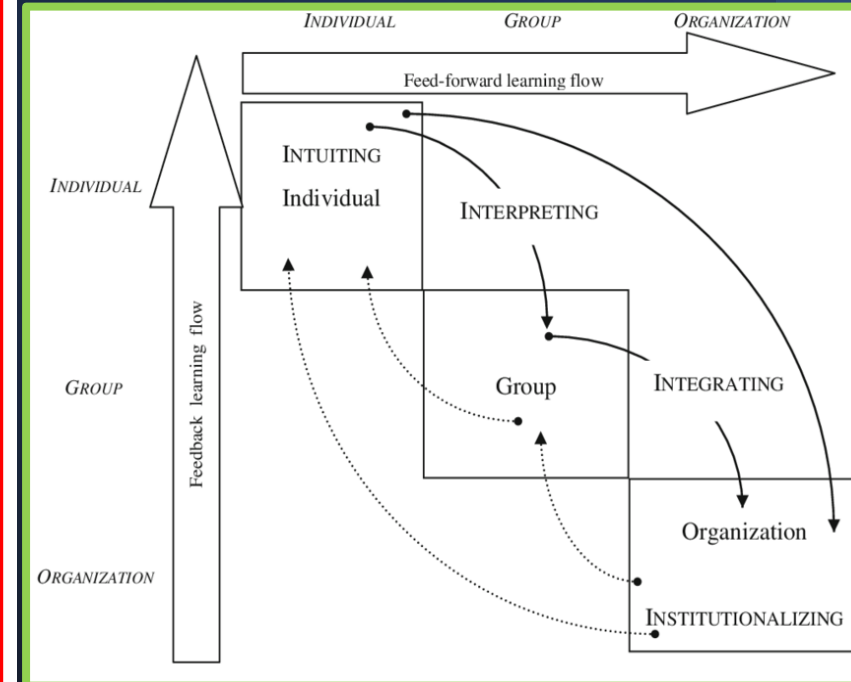 INDIVIDUAL GROUP ORGANIZATION
Feed-forward learning flow
INTUITING
Individual
INDIVIDUAL
INTERPRETING
Feedback learning flow
GROUP
Group
INTEGRATING
Organization
ORGANIZATION
INSTITUTIONALIZING